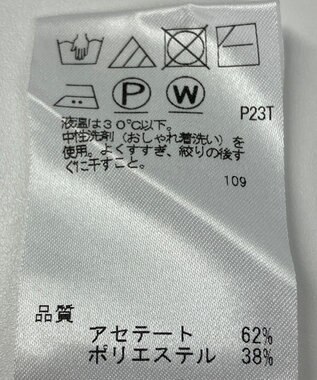 P W
P23T
液温は30℃以下。
中性洗剤(おしゃれ着洗い)を
使用。よくすすぎ、絞りの後す
ぐに干すこと。
109
品質
アセテート 62%
ポリエステル 38%